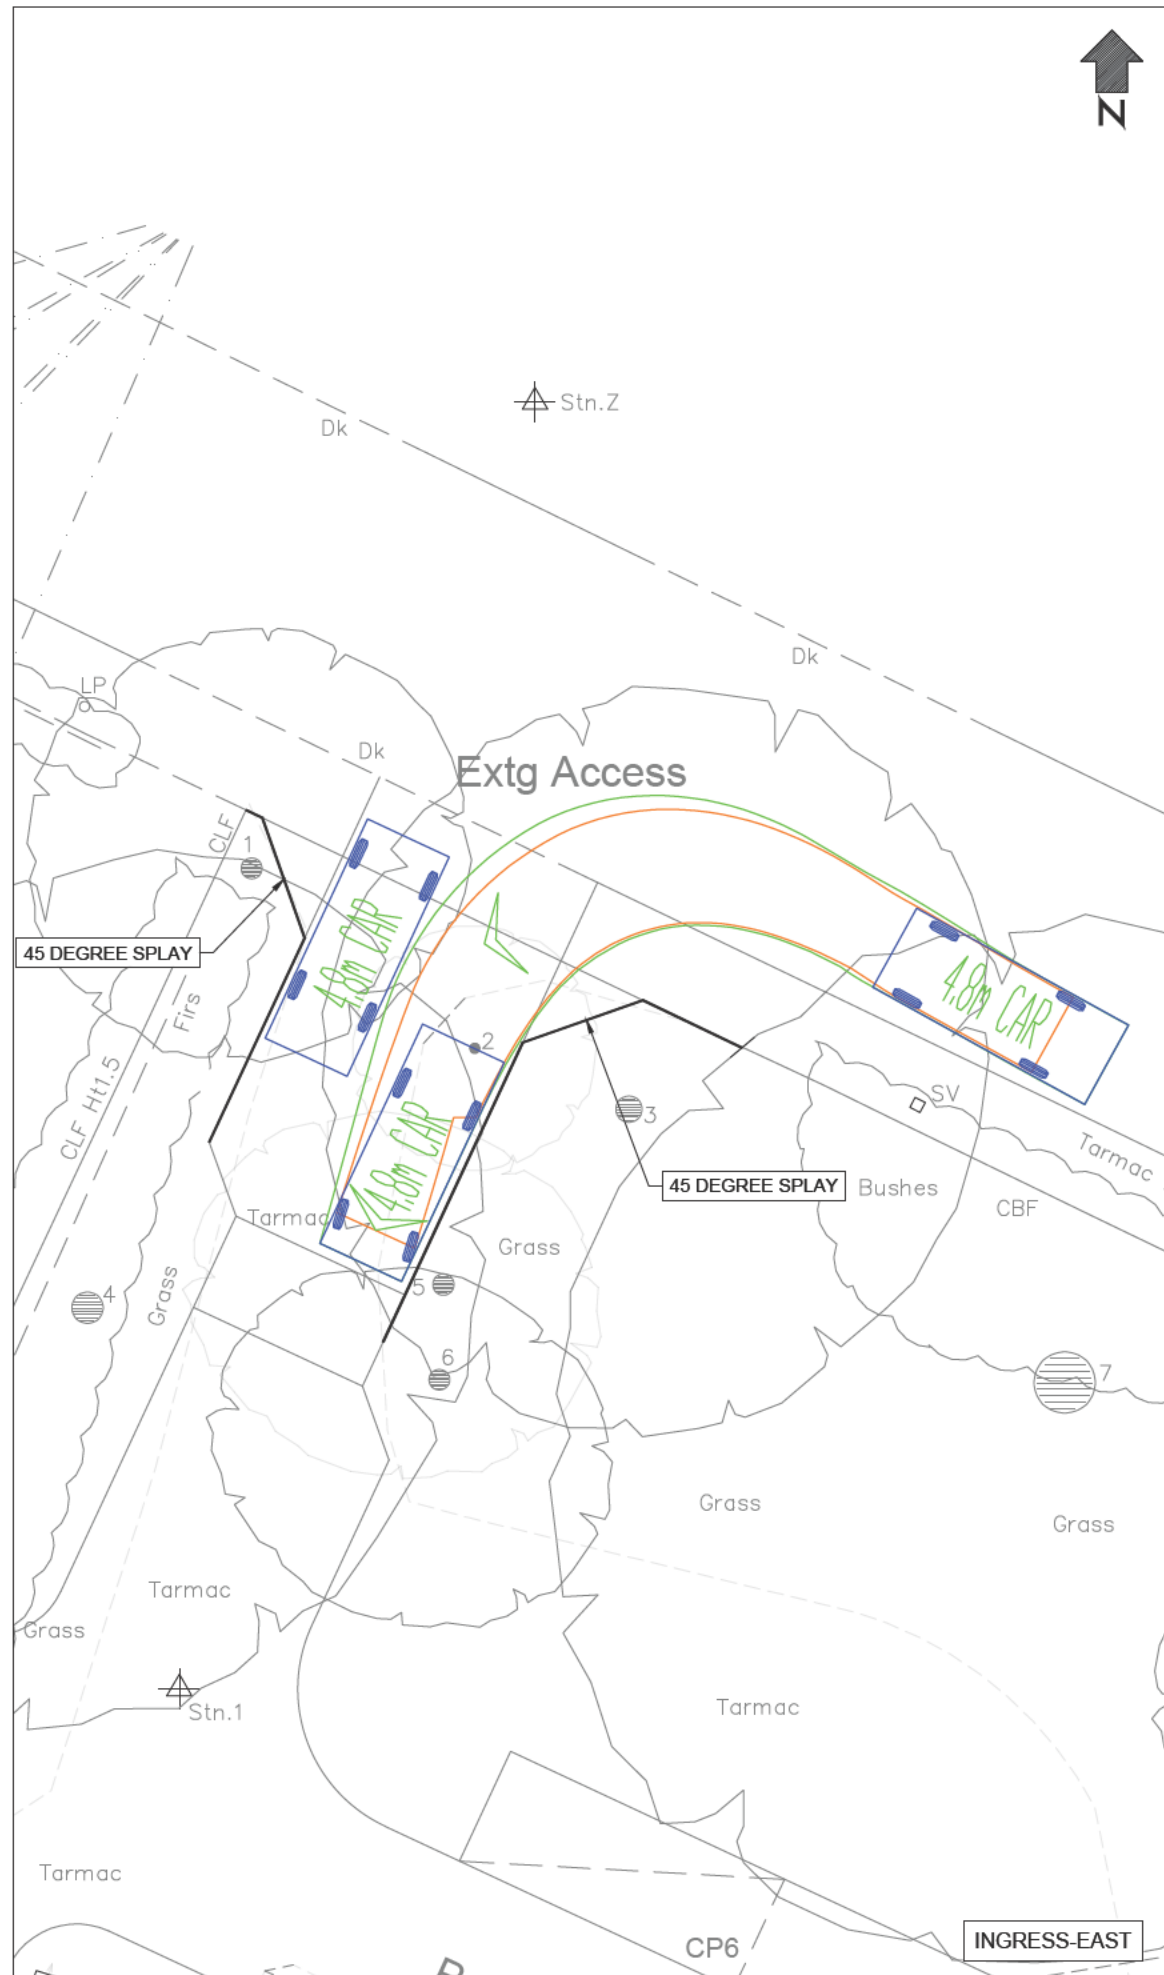 N
Stn.Z
Dk
Dk
LP
Dk
Extg Access
CLF
1
45 DEGREE SPLAY
4.8m CAR
4.8m CAR
Firs
2
CLF Ht1.5
SV
3
Tarmac
4.8m CAR
45 DEGREE SPLAY
Bushes
CBF
Tarmac
Grass
Grass
5
4
6
7
Grass
Grass
Tarmac
Grass
Stn.1
Tarmac
Tarmac
CP6
INGRESS-EAST